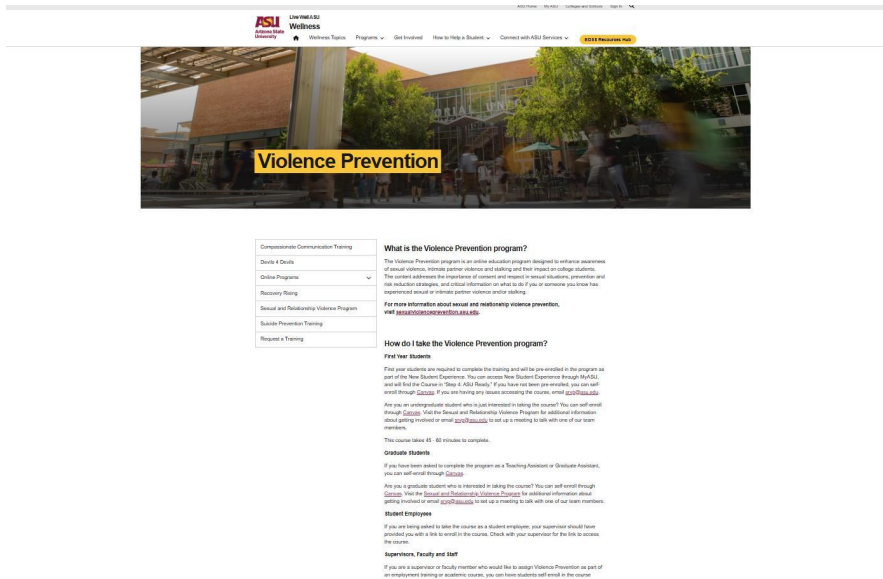 ASU Home My ASU Colleges and Schools Sign In
ASU
Arizona State
University
Live Well ASU
Wellness
Wellness Topics Programs Get Involved How to Help a Student Connect with ASU Services EOSS Resources Hub
Violence Prevention
Compassionate Communication Training
Devils 4 Devils
Online Programs
Recovery Rising
Sexual and Relationship Violence Program
Suicide Prevention Training
Request a Training
What is the Violence Prevention program?
The Violence Prevention program is an online education program designed to enhance awareness
of sexual violence, intimate partner violence and stalking and their impact on college students.
The content addresses the importance of consent and respect in sexual situations, prevention and
risk reduction strategies, and critical information on what to do if you or someone you know has
experienced sexual or intimate partner violence and/or stalking.
For more information about sexual and relationship violence prevention,
visit sexualviolenceprevention.asu.edu.
How do I take the Violence Prevention program?
First Year Students
First year students are required to complete the training and will be pre-enrolled in the program as
part of the New Student Experience. You can access New Student Experience through MyASU,
and will find the Course in "Step 4: ASU Ready." If you have not been pre-enrolled, you can self-
enroll through Canvas. If you are having any issues accessing the course, email srvp@asu.edu.
Are you an undergraduate student who is just interested in taking the course? You can self-enroll
through Canvas. Visit the Sexual and Relationship Violence Program for additional information
about getting involved or email srvp@asu.edu to set up a meeting to talk with one of our team
members.
This course takes 45 - 60 minutes to complete.
Graduate Students
If you have been asked to complete the program as a Teaching Assistant or Graduate Assistant,
you can self-enroll through Canvas.
Are you a graduate student who is interested in taking the course? You can self-enroll through
Canvas. Visit the Sexual and Relationship Violence Program for additional information about
getting involved or email srvp@asu.edu to set up a meeting to talk with one of our team members.
Student Employees
If you are being asked to take the course as a student employee, your supervisor should have
provided you with a link to enroll in the course. Check with your supervisor for the link to access
the course.
Supervisors, Faculty and Staff
If you are a supervisor or faculty member who would like to assign Violence Prevention as part of
an employment training or academic course, you can have students self-enroll in the course